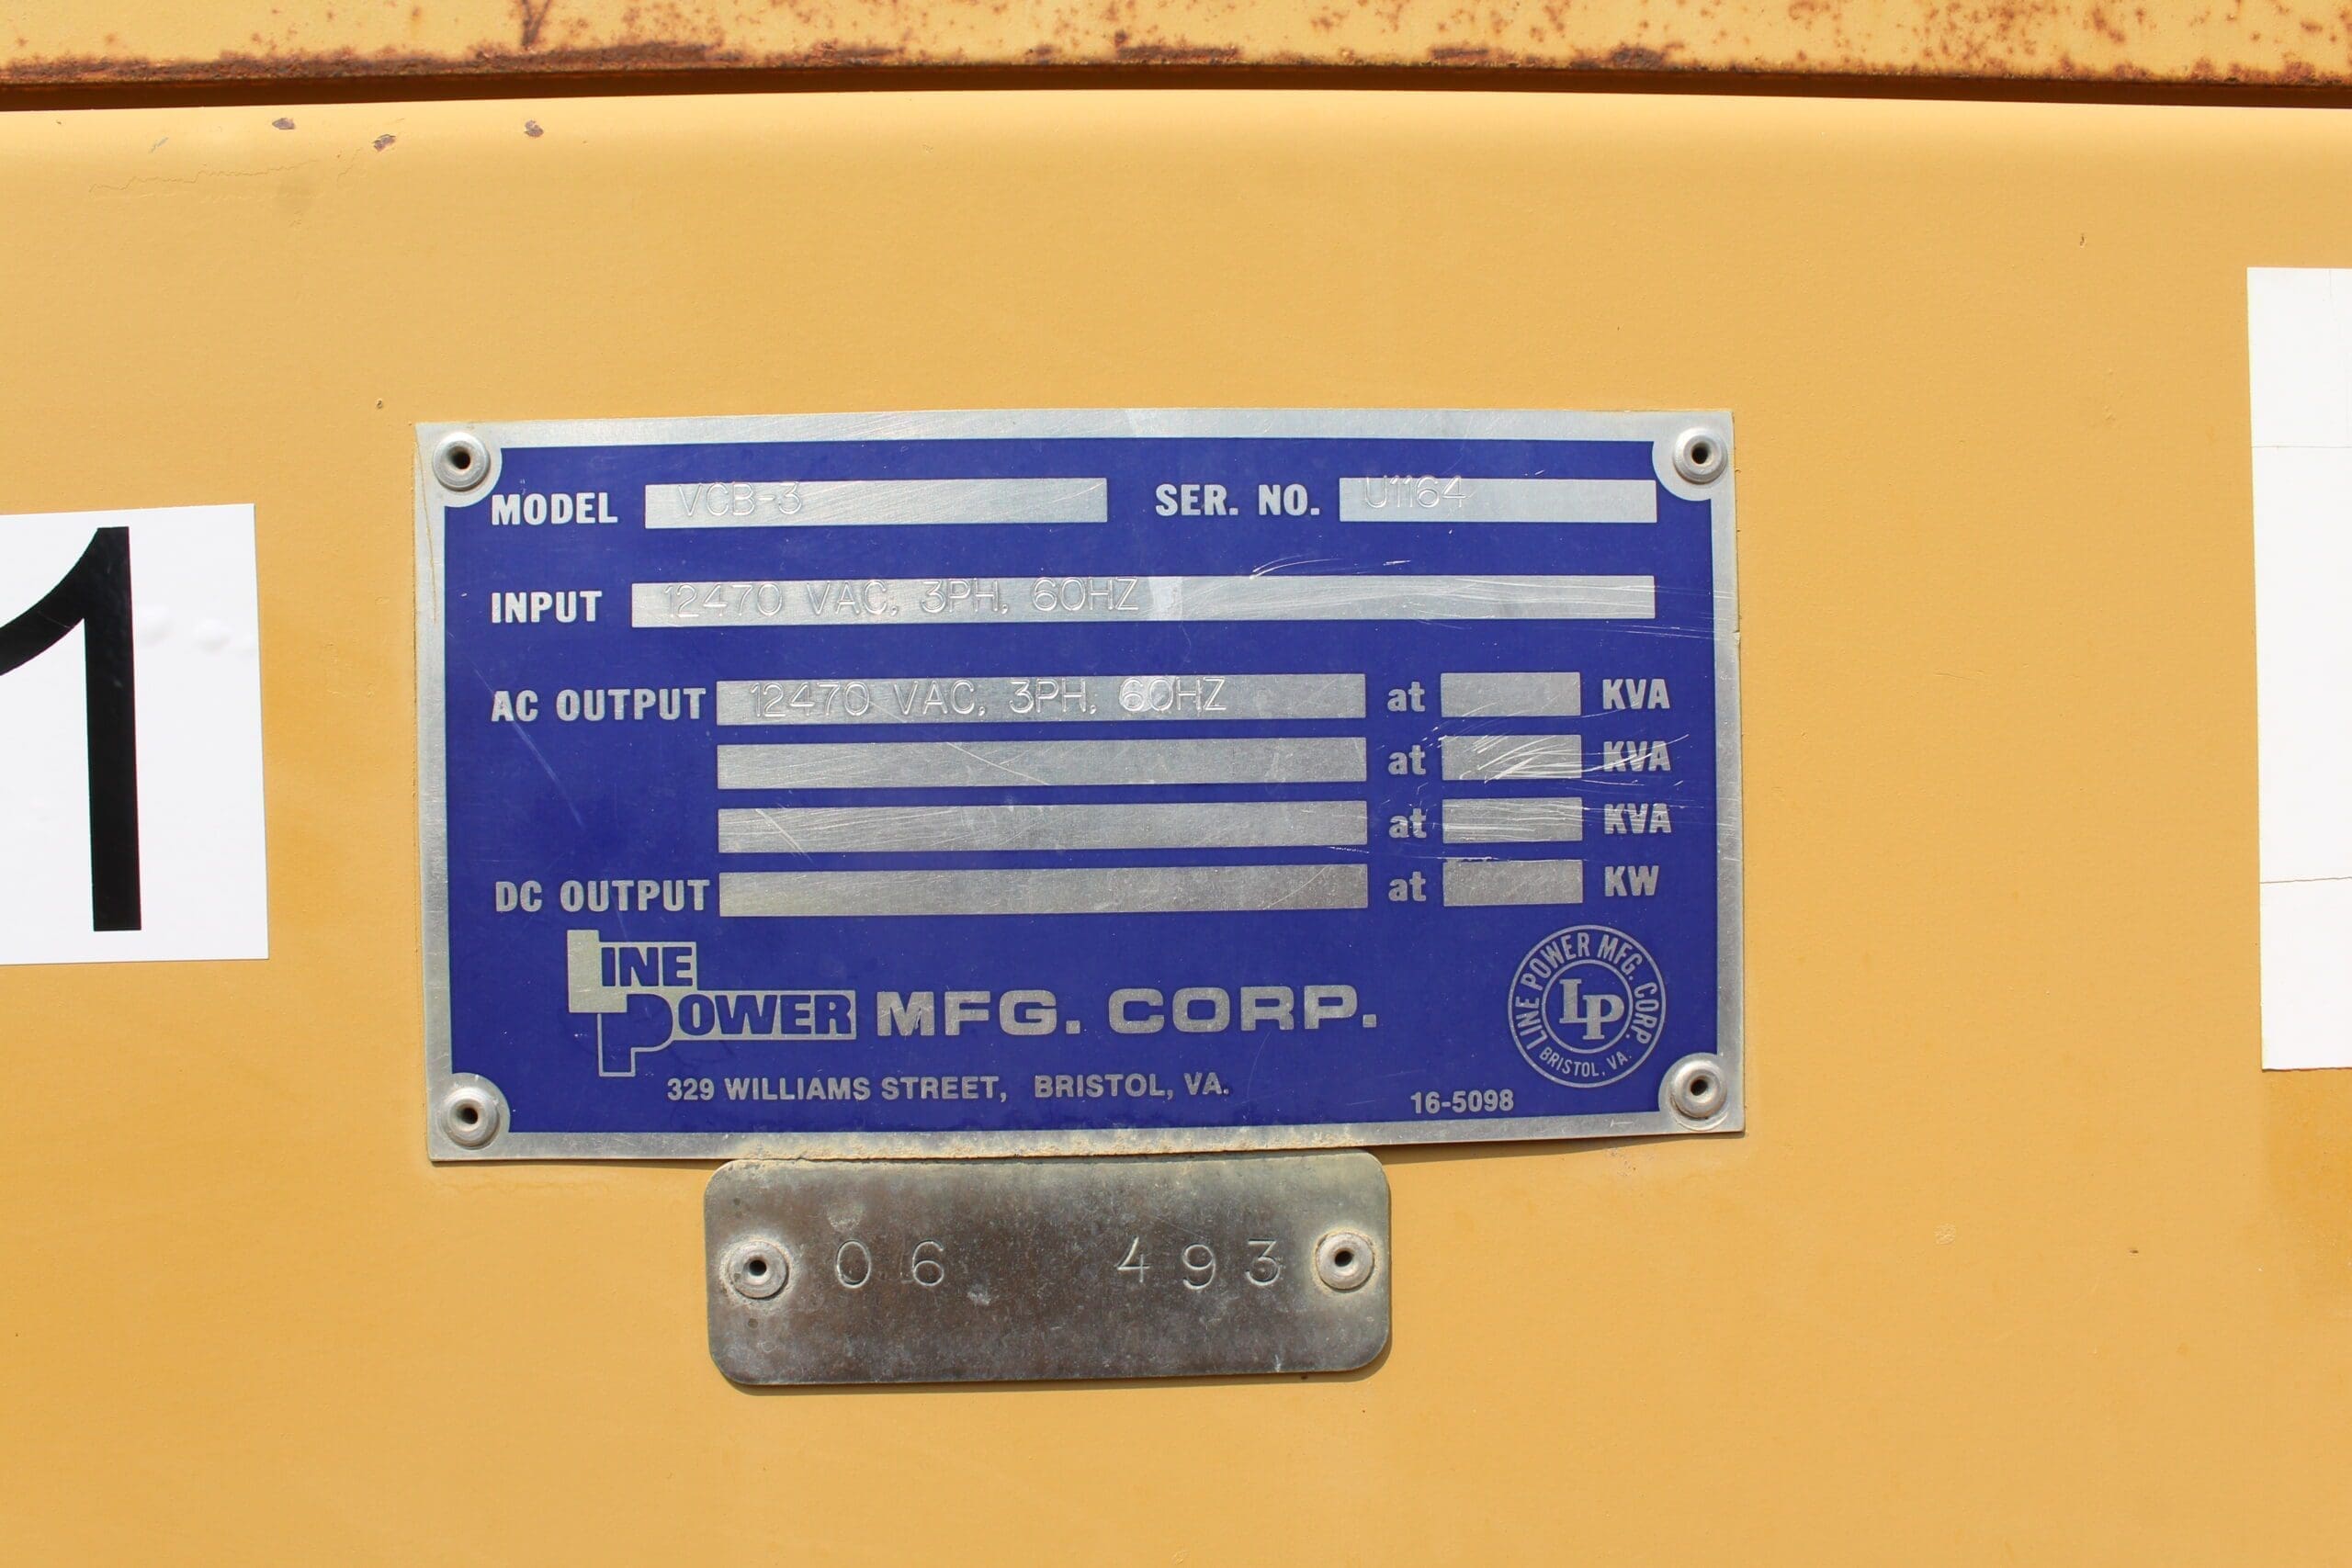 1
MODEL VCB-3 SER. NO. U1164
INPUT 12470 VAC, 3PH, 60HZ
AC OUTPUT 12470 VAC, 3PH, 60HZ at KVA
at KVA
at KVA
DC OUTPUT at KW
LINE POWER MFG. CORP.
329 WILLIAMS STREET, BRISTOL, VA.
16-5098
LINE POWER MFG. CORP.
LP
BRISTOL, VA.
06 493